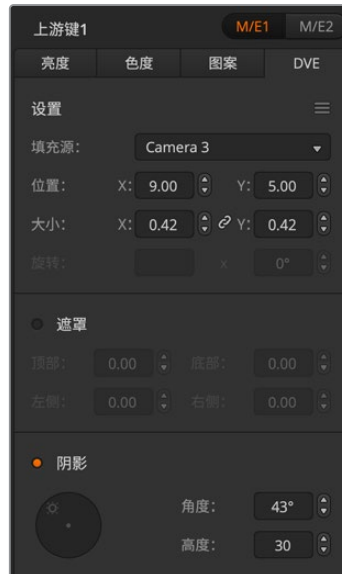 上游键1 M/E1 M/E2
亮度 色度 图案 DVE
设置
填充源: Camera 3
位置: X: 9.00 Y: 5.00
大小: X: 0.42 Y: 0.42
旋转: x 0°
遮罩
顶部: 0.00 底部: 0.00
左侧: 0.00 右侧: 0.00
阴影
角度: 43°
高度: 30